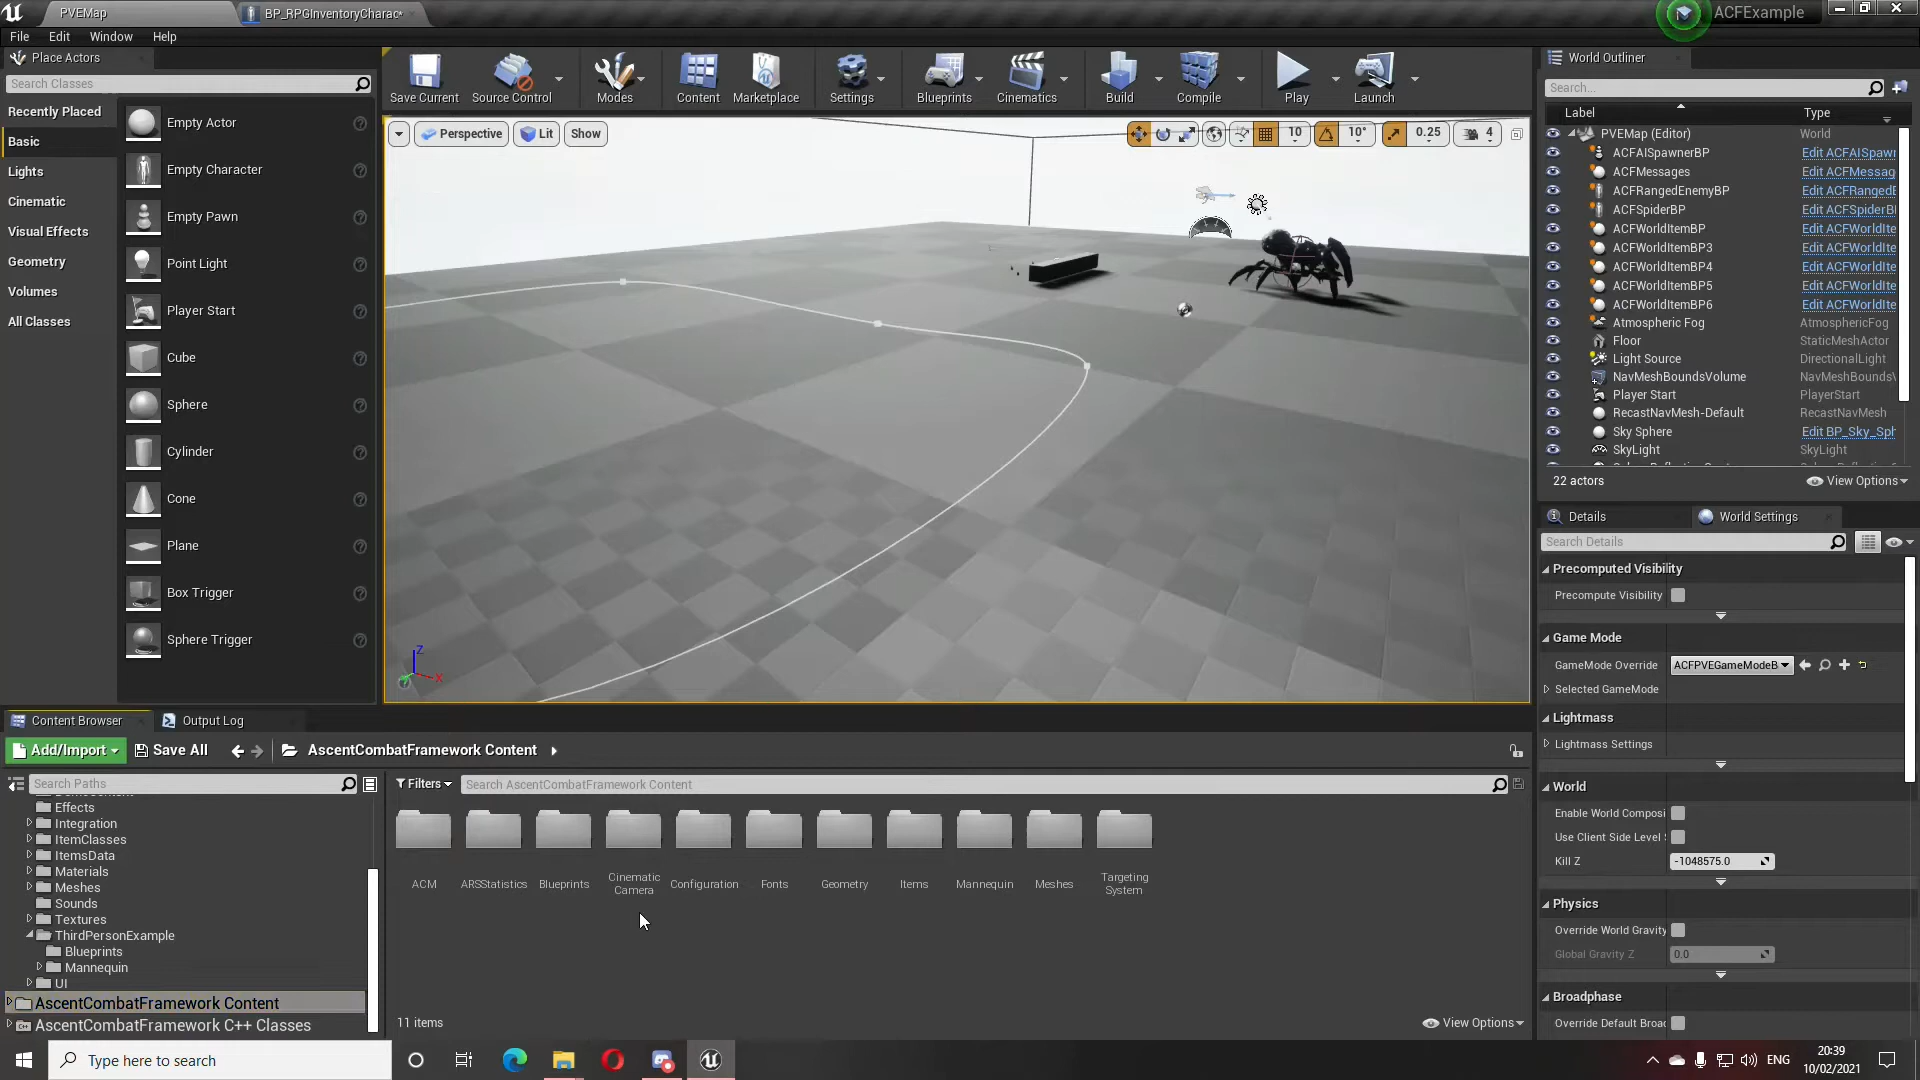 PVEMap
BP_RPGInventoryCharac*
ACFExample
File Edit Window Help
Place Actors
Search Classes
Recently Placed
Basic
Lights
Cinematic
Visual Effects
Geometry
Volumes
All Classes
Empty Actor
Empty Character
Empty Pawn
Point Light
Player Start
Cube
Sphere
Cylinder
Cone
Plane
Box Trigger
Sphere Trigger
Save Current Source Control Modes Content Marketplace Settings Blueprints Cinematics Build Compile Play Launch
Perspective Lit Show
10 10° 0.25 4
Z
X
World Outliner
Search...
Label Type
PVEMap (Editor) World
ACFAISpawnerBP Edit ACFAISpawn
ACFMessages Edit ACFMessag
ACFRangedEnemyBP Edit ACFRangedE
ACFSpiderBP Edit ACFSpiderB
ACFWorldItemBP Edit ACFWorldIte
ACFWorldItemBP3 Edit ACFWorldIte
ACFWorldItemBP4 Edit ACFWorldIte
ACFWorldItemBP5 Edit ACFWorldIte
ACFWorldItemBP6 Edit ACFWorldIte
Atmospheric Fog AtmosphericFog
Floor StaticMeshActor
Light Source DirectionalLight
NavMeshBoundsVolume NavMeshBoundsV
Player Start PlayerStart
RecastNavMesh-Default RecastNavMesh
Sky Sphere Edit BP_Sky_Sph
SkyLight SkyLight
22 actors View Options
Details World Settings
Search Details
Precomputed Visibility
Precompute Visibility
Game Mode
GameMode Override ACFPVEGameModeB
Selected GameMode
Lightmass
Lightmass Settings
World
Enable World Composi
Use Client Side Level S
Kill Z -1048575.0
Physics
Override World Gravity
Global Gravity Z 0.0
Broadphase
Override Default Broad
Content Browser Output Log
Add/Import Save All AscentCombatFramework Content
Search Paths
Effects
Integration
ItemClasses
ItemsData
Materials
Meshes
Sounds
Textures
ThirdPersonExample
Blueprints
Mannequin
UI
AscentCombatFramework Content
AscentCombatFramework C++ Classes
Filters Search AscentCombatFramework Content
ACM ARSStatistics Blueprints Cinematic Camera Configuration Fonts Geometry Items Mannequin Meshes Targeting System
11 items View Options
Type here to search
ENG
20:39
10/02/2021